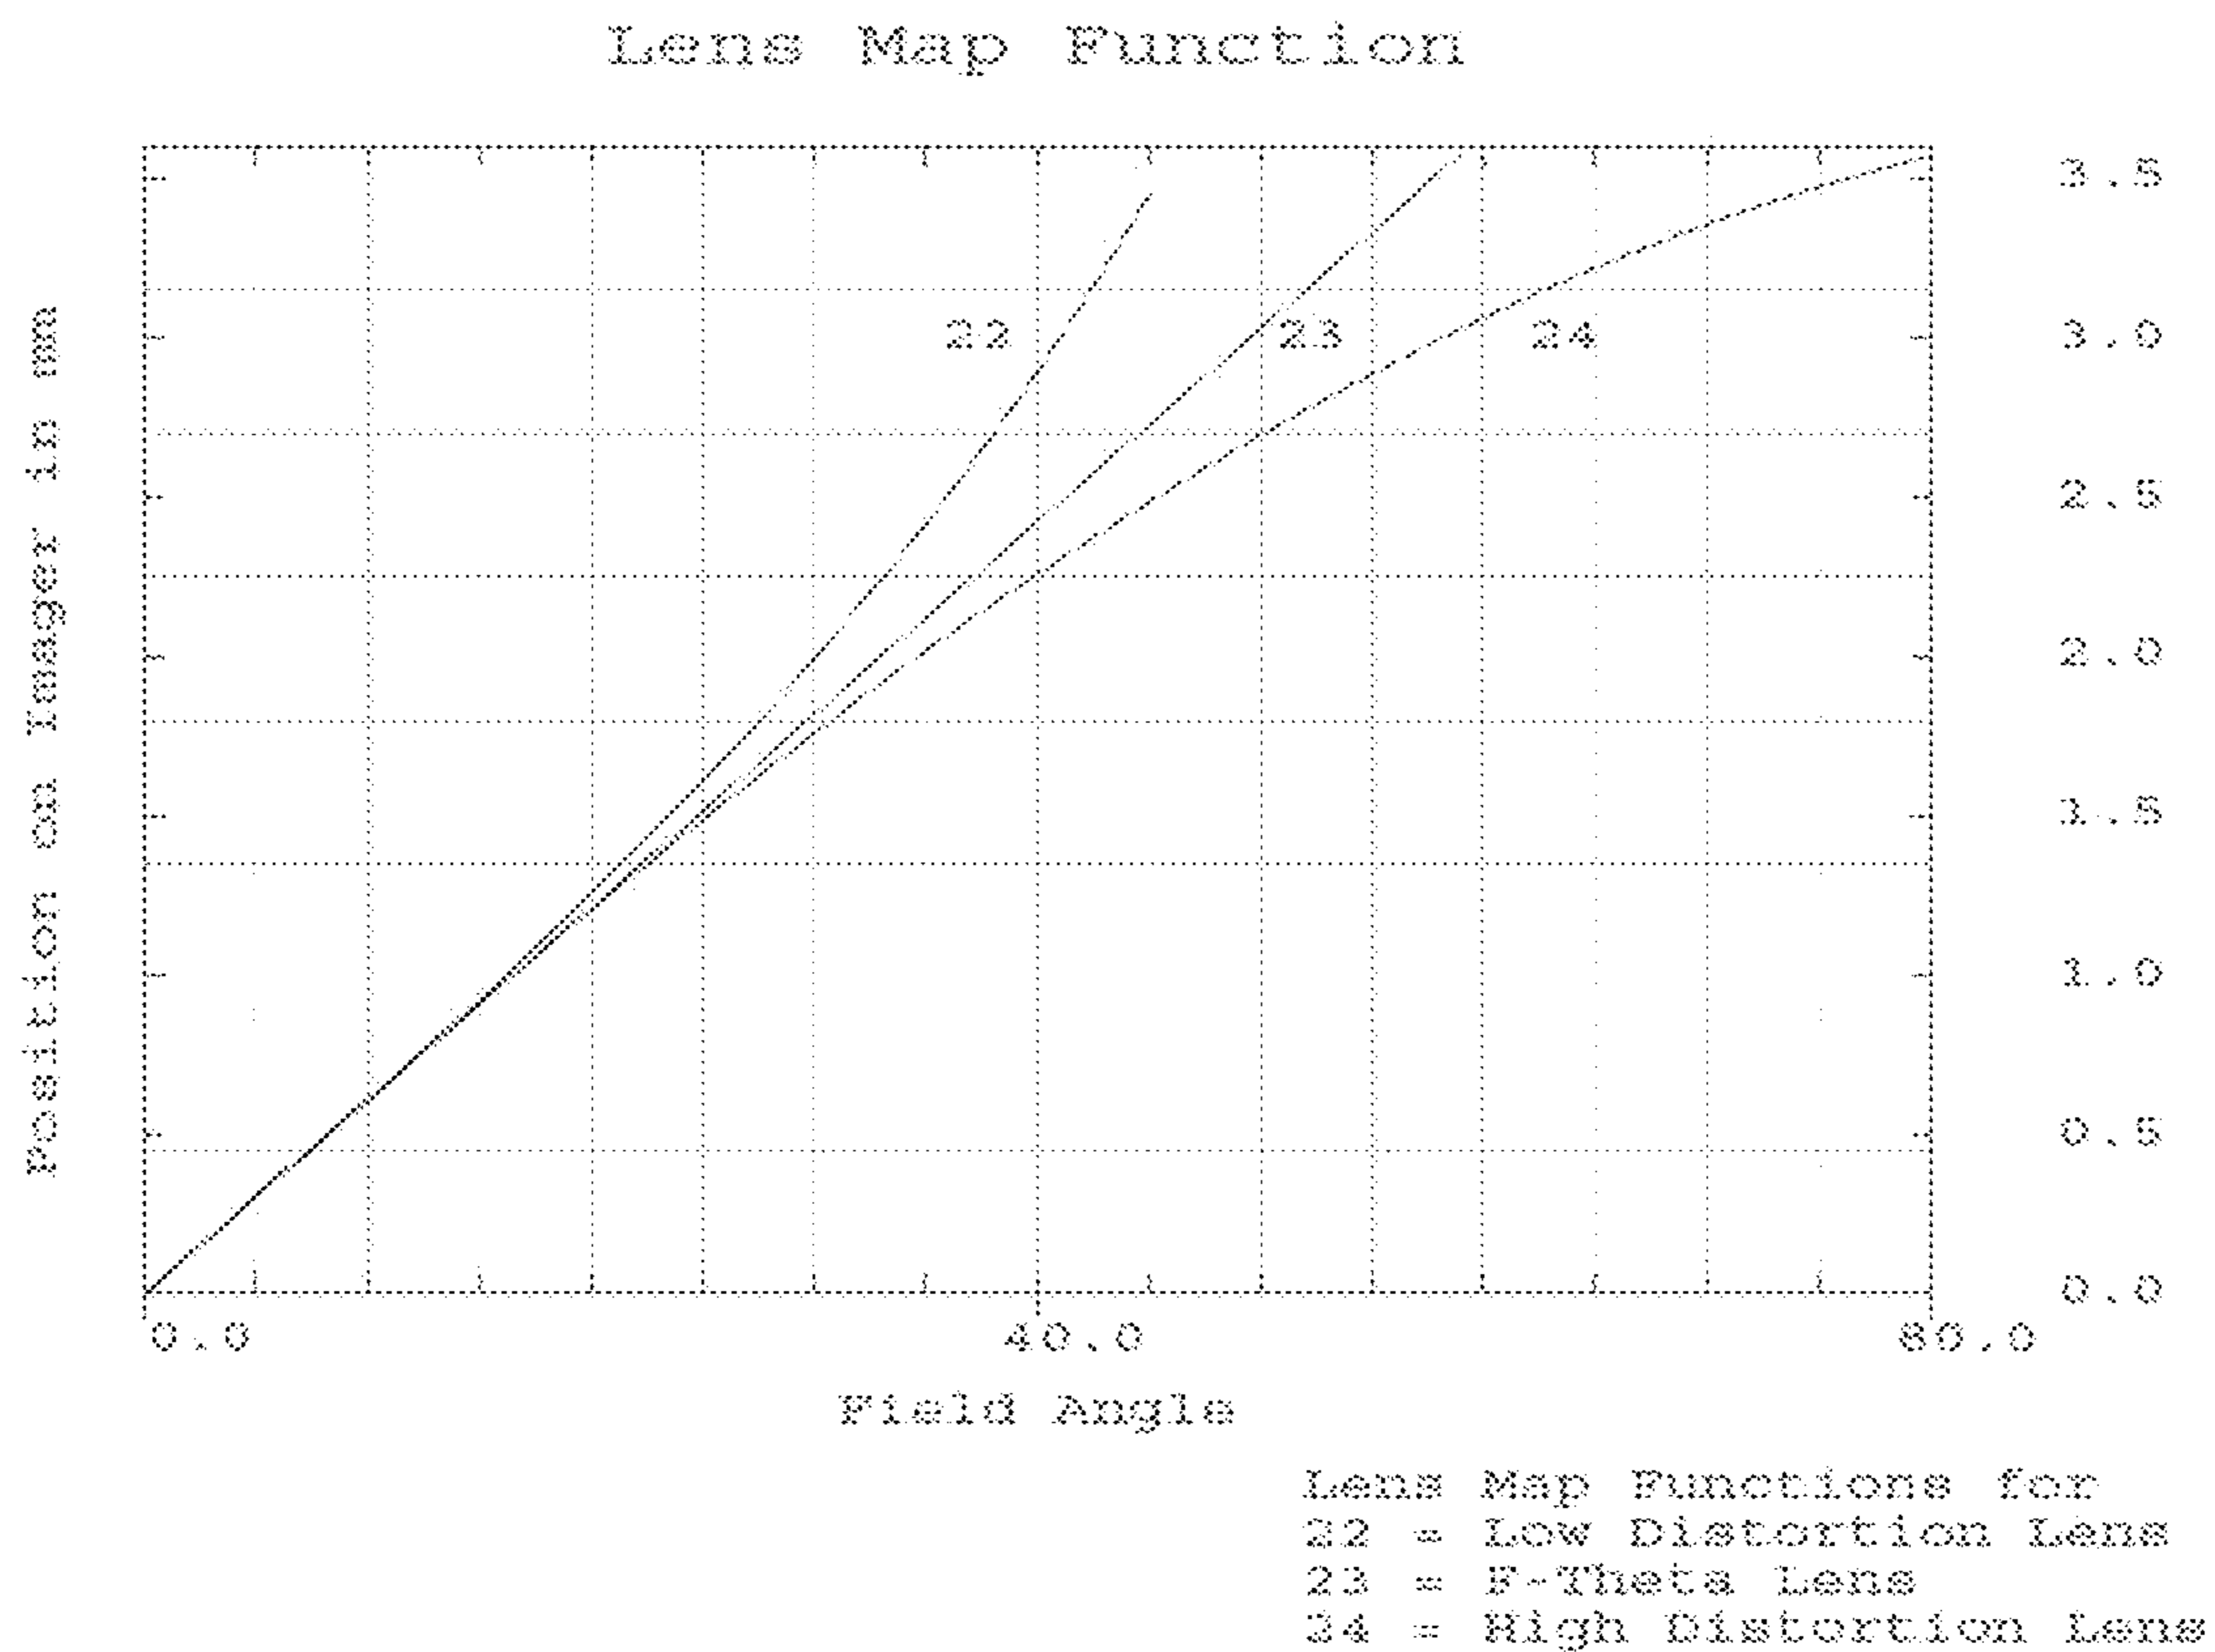 Lens Map Function
Position on Imager in mm
22
23
24
3.5
3.0
2.5
2.0
1.5
1.0
0.5
0.0
0.0
40.0
80.0
Field Angle
Lens Map Functions for
22 = Low Distortion Lens
23 = F-Theta Lens
34 = High Distortion Lens